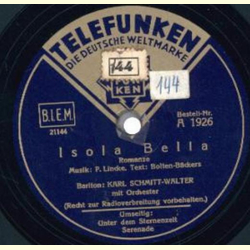 TELEFUNKEN
DIE DEUTSCHE WELTMARKE
144
144
KEN
B.I.E.M.
21144
Bestell-Nr.
A 1926
Isola Bella
Romanze
Musik: P. Lincke. Text: Bolten-Bäckers
Bariton: KARL SCHMITT-WALTER
mit Orchester
(Recht zur Radioverbreitung vorbehalten.)
Umseitig:
Unter dem Sternenzelt
Serenade